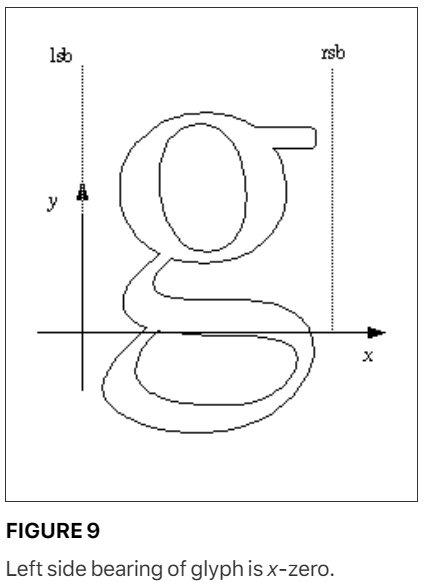 lsb
rsb
y
x
FIGURE 9
Left side bearing of glyph is x-zero.